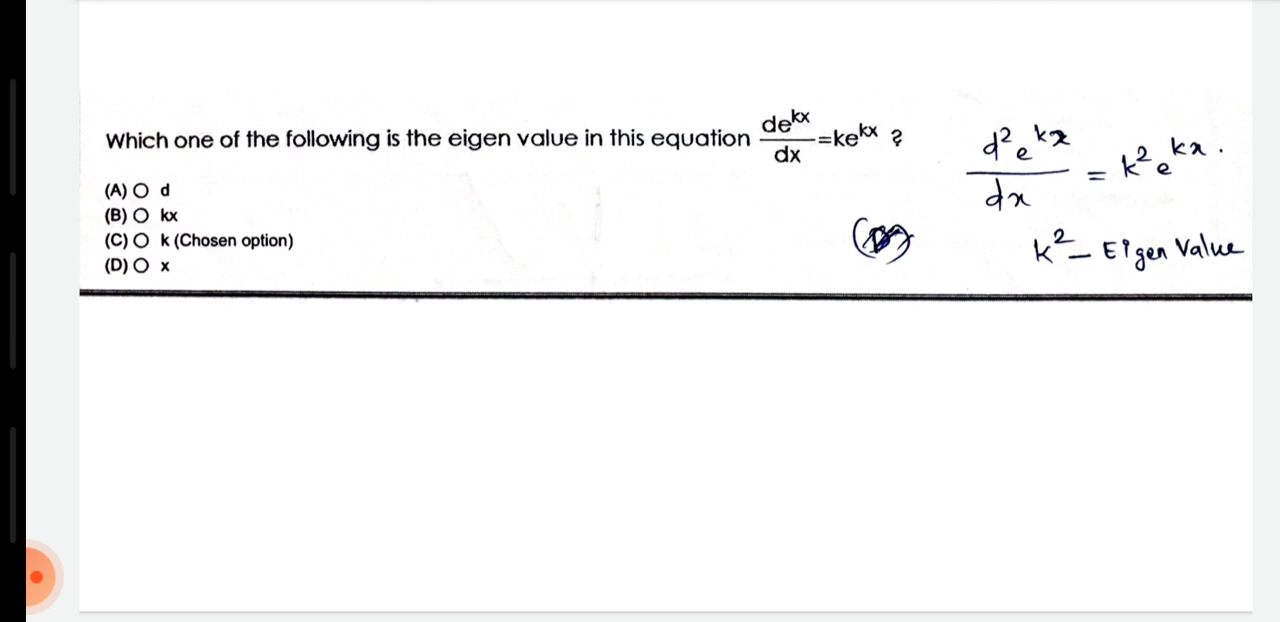 Which one of the following is the eigen value in this equation de^kx/dx =ke^kx ?
(A) O d
(B) O kx
(C) O k (Chosen option)
(D) O x
d²e^kx/dx = k²e^kx.
k² – Eigen Value